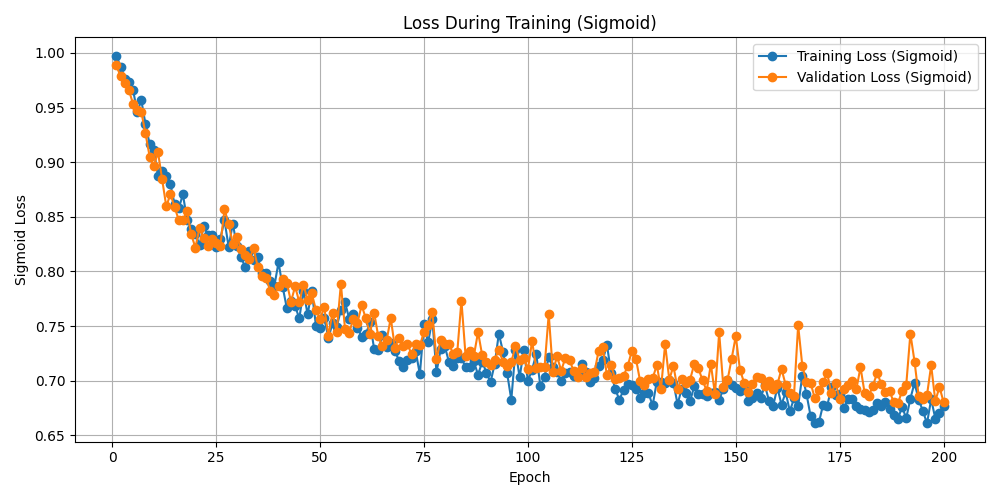 Loss During Training (Sigmoid)
Training Loss (Sigmoid)
Validation Loss (Sigmoid)
Sigmoid Loss
1.00
0.95
0.90
0.85
0.80
0.75
0.70
0.65
0 25 50 75 100 125 150 175 200
Epoch